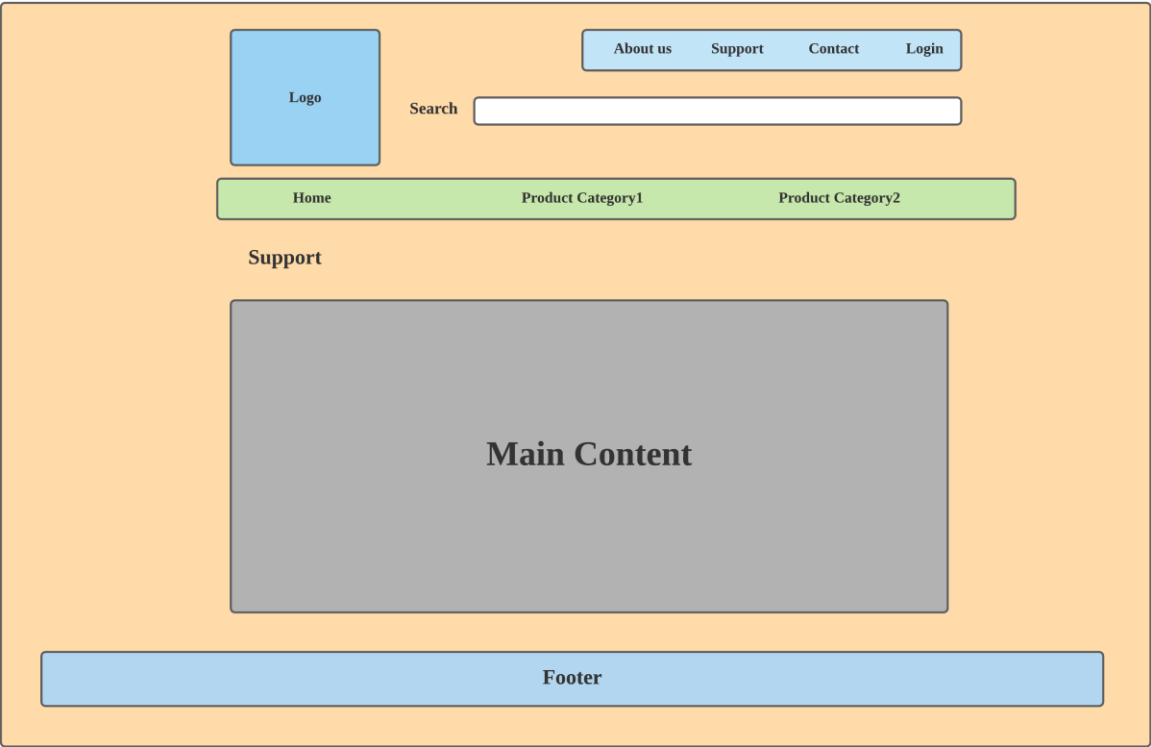 About us Support Contact Login
Logo
Search
Home Product Category1 Product Category2
Support
Main Content
Footer